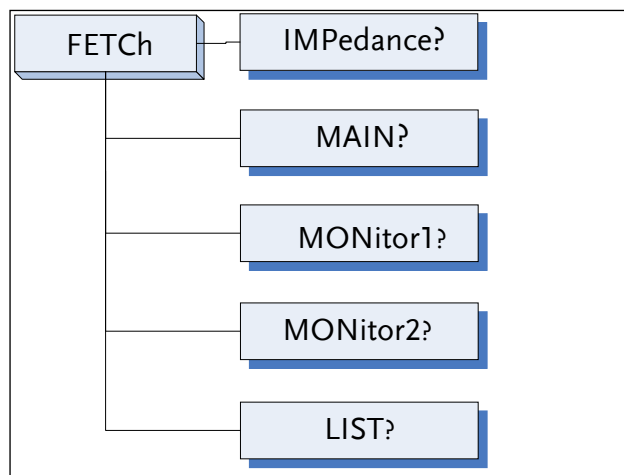 FETCh
IMPedance?
MAIN?
MONitor1?
MONitor2?
LIST?